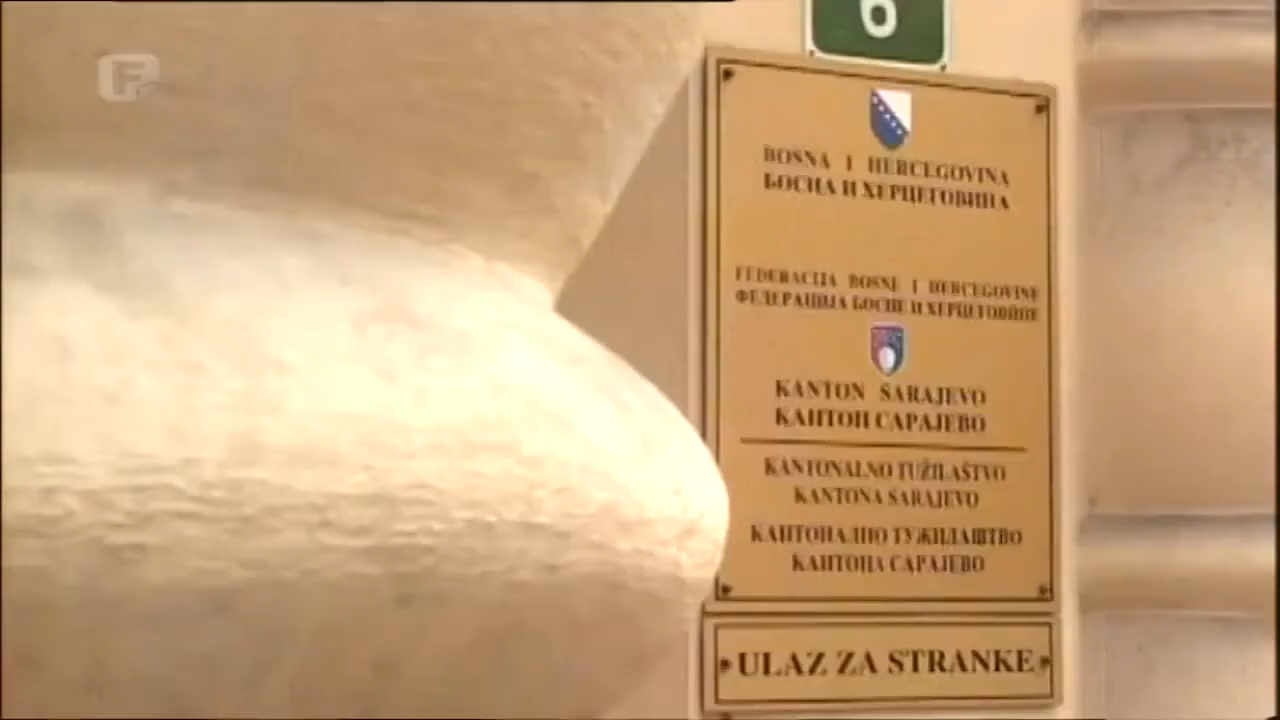 F
6
BOSNA I HERCEGOVINA
БОСНА И ХЕРЦЕГОВИНА
FEDERACIJA BOSNE I HERCEGOVINE
ФЕДЕРАЦИЈА БОСНЕ И ХЕРЦЕГОВИНЕ
KANTON SARAJEVO
КАНТОН САРАЈЕВО
KANTONALNO TUŽILAŠTVO
KANTONA SARAJEVO
КАНТОНАЛНО ТУЖИЛАШТВО
КАНТОНА САРАЈЕВО
ULAZ ZA STRANKE